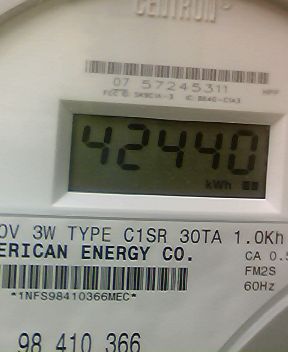 CENTRON
07 57245311
42440
kWh
0V 3W TYPE C1SR 30TA 1.0Kh
ERICAN ENERGY CO.
CA 0.5
FM2S
60Hz
*1NFS98410366MEC*
98 410 366